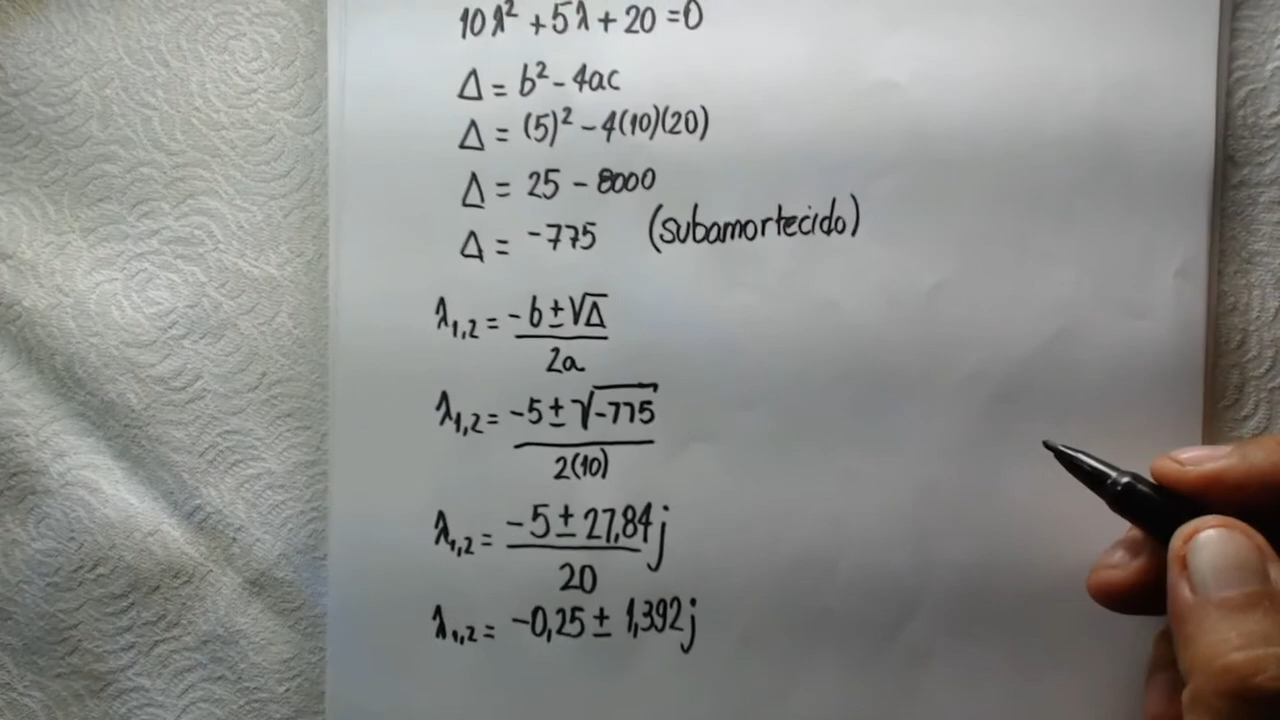 10λ² + 5λ + 20 = 0
Δ = b² - 4ac
Δ = (5)² - 4(10)(20)
Δ = 25 - 8000
Δ = -775 (subamortecido)
λ₁,₂ = (-b ± √Δ) / 2a
λ₁,₂ = (-5 ± √-775) / 2(10)
λ₁,₂ = (-5 ± 27,84j) / 20
λ₁,₂ = -0,25 ± 1,392j